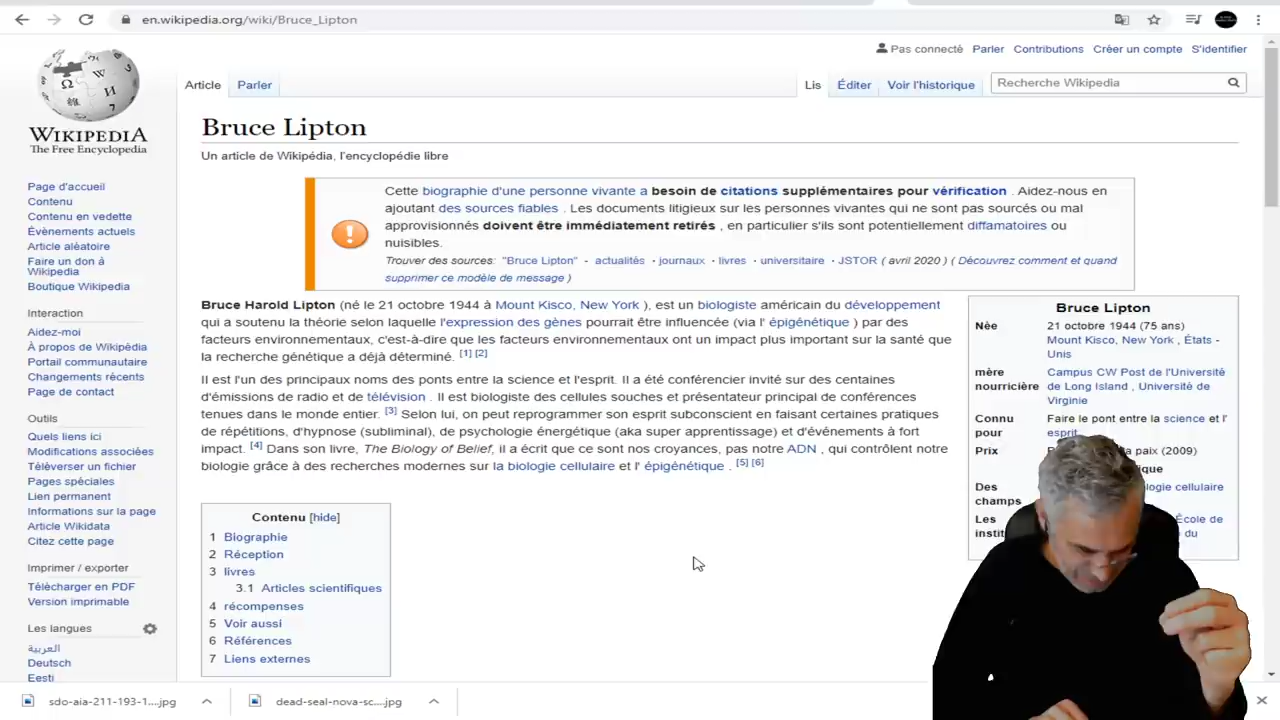 en.wikipedia.org/wiki/Bruce_Lipton
Pas connecté Parler Contributions Créer un compte S'identifier
Article Parler Lis Éditer Voir l'historique Recherche Wikipedia
WIKIPEDIA
The Free Encyclopedia
Page d'accueil
Contenu
Contenu en vedette
Évènements actuels
Article aléatoire
Faire un don à
Wikipedia
Boutique Wikipedia
Interaction
Aidez-moi
À propos de Wikipédia
Portail communautaire
Changements récents
Page de contact
Outils
Quels liens ici
Modifications associées
Téléverser un fichier
Pages spéciales
Lien permanent
Informations sur la page
Article Wikidata
Citez cette page
Imprimer / exporter
Télécharger en PDF
Version imprimable
Les langues
العربية
Deutsch
Eesti
Bruce Lipton
Un article de Wikipédia, l'encyclopédie libre
Cette biographie d'une personne vivante a besoin de citations supplémentaires pour vérification . Aidez-nous en
ajoutant des sources fiables . Les documents litigieux sur les personnes vivantes qui ne sont pas sourcés ou mal
approvisionnés doivent être immédiatement retirés , en particulier s'ils sont potentiellement diffamatoires ou
nuisibles.
Trouver des sources: "Bruce Lipton" - actualités · journaux · livres · universitaire · JSTOR ( avril 2020 ) ( Découvrez comment et quand
supprimer ce modèle de message )
Bruce Harold Lipton (né le 21 octobre 1944 à Mount Kisco, New York ), est un biologiste américain du développement
qui a soutenu la théorie selon laquelle l'expression des gènes pourrait être influencée (via l' épigénétique ) par des
facteurs environnementaux, c'est-à-dire que les facteurs environnementaux ont un impact plus important sur la santé que
la recherche génétique a déjà déterminé. [1] [2]
Il est l'un des principaux noms des ponts entre la science et l'esprit. Il a été conférencier invité sur des centaines
d'émissions de radio et de télévision . Il est biologiste des cellules souches et présentateur principal de conférences
tenues dans le monde entier. [3] Selon lui, on peut reprogrammer son esprit subconscient en faisant certaines pratiques
de répétitions, d'hypnose (subliminal), de psychologie énergétique (aka super apprentissage) et d'événements à fort
impact. [4] Dans son livre, The Biology of Belief, il a écrit que ce sont nos croyances, pas notre ADN , qui contrôlent notre
biologie grâce à des recherches modernes sur la biologie cellulaire et l' épigénétique . [5] [6]
Contenu [hide]
1 Biographie
2 Réception
3 livres
3.1 Articles scientifiques
4 récompenses
5 Voir aussi
6 Références
7 Liens externes
Bruce Lipton
Née 21 octobre 1944 (75 ans)
Mount Kisco, New York , États -
Unis
mère Campus CW Post de l'Université
nourricière de Long Island , Université de
Virginie
Connu Faire le pont entre la science et l'
pour esprit
Prix la paix (2009)
Des cellulaire
champs
Les École de
du
sdo-aia-211-193-1....jpg dead-seal-nova-sc....jpg